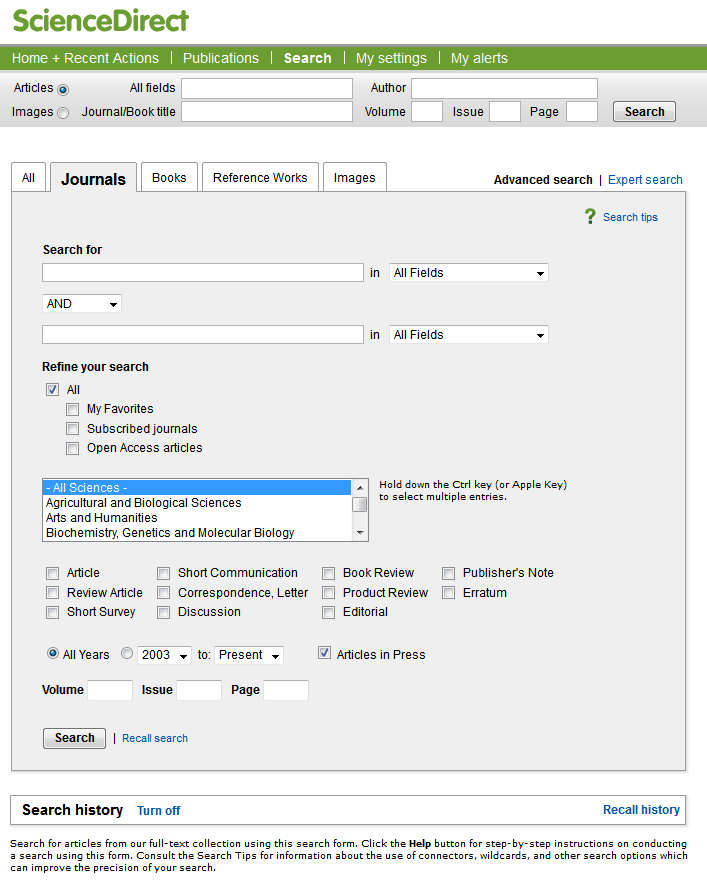 ScienceDirect
Home + Recent Actions | Publications | Search | My settings | My alerts
Articles All fields Author
Images Journal/Book title Volume Issue Page Search
All Journals Books Reference Works Images Advanced search | Expert search
? Search tips
Search for
in All Fields
AND
in All Fields
Refine your search
All
My Favorites
Subscribed journals
Open Access articles
- All Sciences -
Agricultural and Biological Sciences
Arts and Humanities
Biochemistry, Genetics and Molecular Biology
Hold down the Ctrl key (or Apple Key)
to select multiple entries.
Article Short Communication Book Review Publisher's Note
Review Article Correspondence, Letter Product Review Erratum
Short Survey Discussion Editorial
All Years 2003 to: Present Articles in Press
Volume Issue Page
Search | Recall search
Search history Turn off Recall history
Search for articles from our full-text collection using this search form. Click the Help button for step-by-step instructions on conducting
a search using this form. Consult the Search Tips for information about the use of connectors, wildcards, and other search options which
can improve the precision of your search.